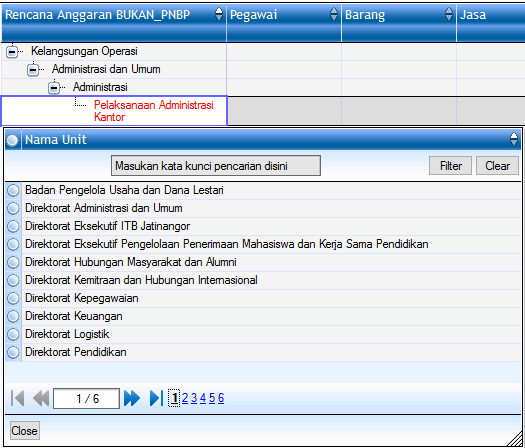 Rencana Anggaran BUKAN_PNBP Pegawai Barang Jasa
Kelangsungan Operasi
Administrasi dan Umum
Administrasi
Pelaksanaan Administrasi
Kantor
Nama Unit
Masukan kata kunci pencarian disini Filter Clear
Badan Pengelola Usaha dan Dana Lestari
Direktorat Administrasi dan Umum
Direktorat Eksekutif ITB Jatinangor
Direktorat Eksekutif Pengelolaan Penerimaan Mahasiswa dan Kerja Sama Pendidikan
Direktorat Hubungan Masyarakat dan Alumni
Direktorat Kemitraan dan Hubungan Internasional
Direktorat Kepegawaian
Direktorat Keuangan
Direktorat Logistik
Direktorat Pendidikan
1 / 6 1 2 3 4 5 6
Close